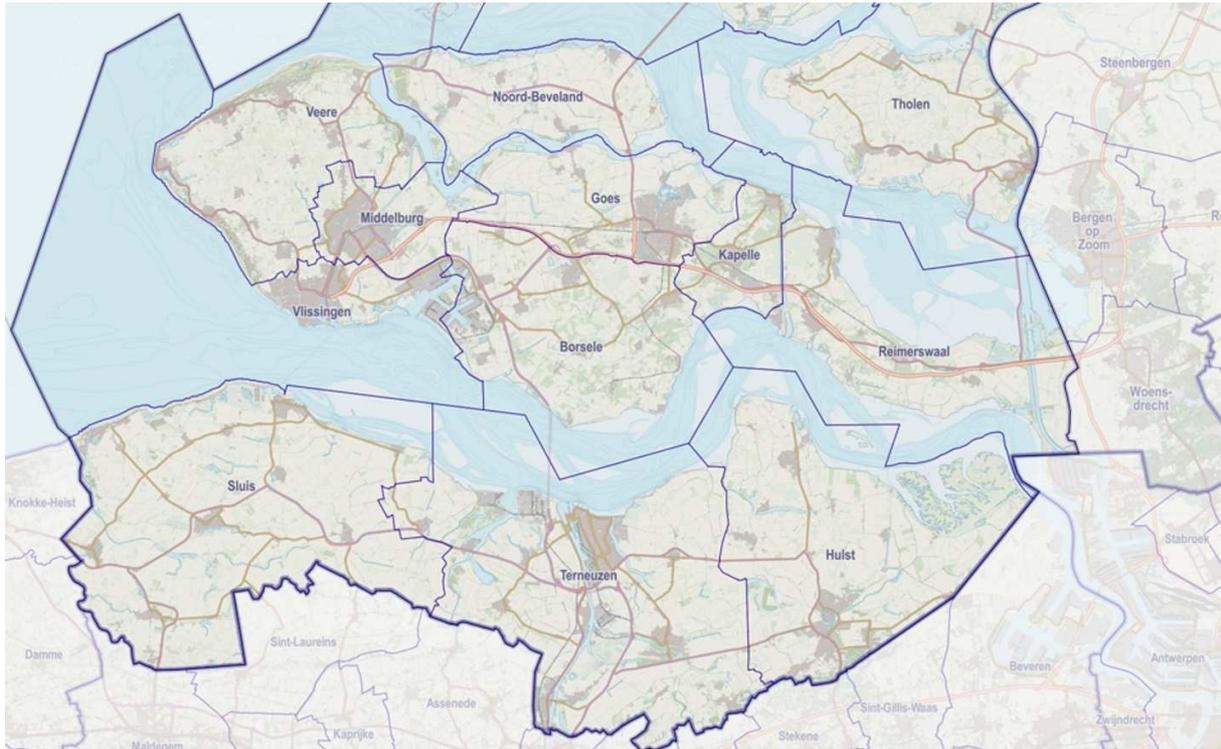 Steenbergen
Noord-Beveland
Tholen
Veere
Goes
Middelburg
Bergen
op
Zoom
Kapelle
Vlissingen
Borsele
Reimerswaal
Woens-
drecht
Sluis
Knokke-Heist
Stabroek
Hulst
Terneuzen
Sint-Laureins
Damme
Beveren
Antwerpen
Assenede
Sint-Gillis-Waas
Zwijndrecht
Kaprijke
Stekene
Maldegem